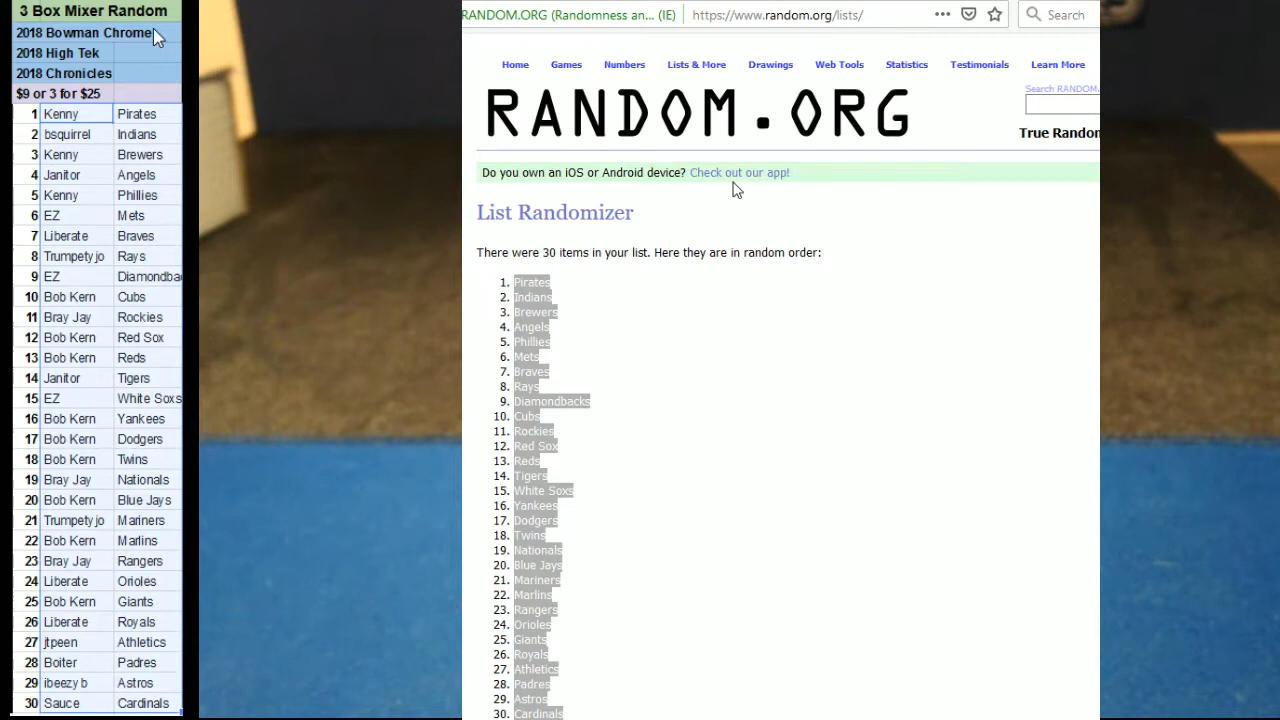 3 Box Mixer Random
2018 Bowman Chrome
2018 High Tek
2018 Chronicles
$9 or 3 for $25
1 Kenny Pirates
2 bsquirrel Indians
3 Kenny Brewers
4 Janitor Angels
5 Kenny Phillies
6 EZ Mets
7 Liberate Braves
8 Trumpetyjo Rays
9 EZ Diamondba
10 Bob Kern Cubs
11 Bray Jay Rockies
12 Bob Kern Red Sox
13 Bob Kern Reds
14 Janitor Tigers
15 EZ White Soxs
16 Bob Kern Yankees
17 Bob Kern Dodgers
18 Bob Kern Twins
19 Bray Jay Nationals
20 Bob Kern Blue Jays
21 Trumpetyjo Mariners
22 Bob Kern Marlins
23 Bray Jay Rangers
24 Liberate Orioles
25 Bob Kern Giants
26 Liberate Royals
27 jtpeen Athletics
28 Boiter Padres
29 ibeezy b Astros
30 Sauce Cardinals
RANDOM.ORG (Randomness an... (IE) https://www.random.org/lists/ Search
Home Games Numbers Lists & More Drawings Web Tools Statistics Testimonials Learn More
Search RANDOM.
RANDOM.ORG
True Rando
Do you own an iOS or Android device? Check out our app!
List Randomizer
There were 30 items in your list. Here they are in random order:
1. Pirates
2. Indians
3. Brewers
4. Angels
5. Phillies
6. Mets
7. Braves
8. Rays
9. Diamondbacks
10. Cubs
11. Rockies
12. Red Sox
13. Reds
14. Tigers
15. White Soxs
16. Yankees
17. Dodgers
18. Twins
19. Nationals
20. Blue Jays
21. Mariners
22. Marlins
23. Rangers
24. Orioles
25. Giants
26. Royals
27. Athletics
28. Padres
29. Astros
30. Cardinals